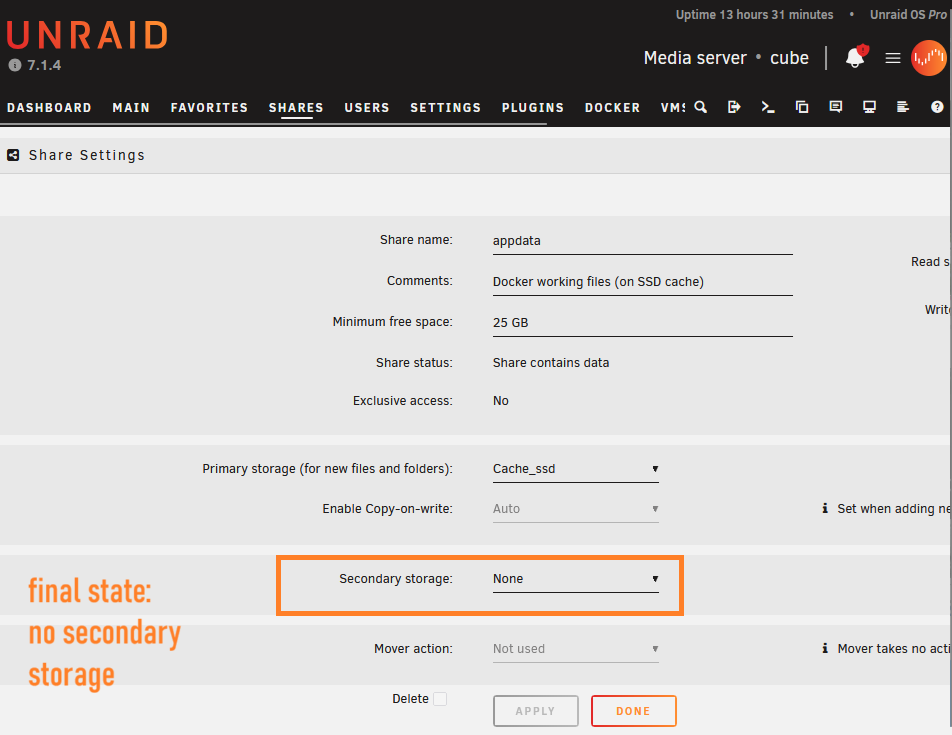 Uptime 13 hours 31 minutes • Unraid OS Pro
UNRAID
7.1.4
Media server • cube
DASHBOARD MAIN FAVORITES SHARES USERS SETTINGS PLUGINS DOCKER VMS
Share Settings
Share name: appdata
Read s
Comments: Docker working files (on SSD cache)
Write
Minimum free space: 25 GB
Share status: Share contains data
Exclusive access: No
Primary storage (for new files and folders): Cache_ssd
Enable Copy-on-write: Auto
Set when adding ne
Secondary storage: None
final state:
no secondary
storage
Mover action: Not used
Mover takes no acti
Delete
APPLY DONE